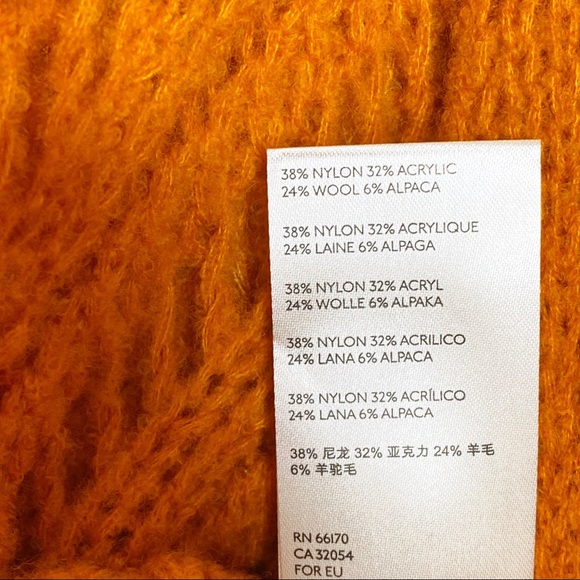 38% NYLON 32% ACRYLIC
24% WOOL 6% ALPACA
38% NYLON 32% ACRYLIQUE
24% LAINE 6% ALPAGA
38% NYLON 32% ACRYL
24% WOLLE 6% ALPAKA
38% NYLON 32% ACRILICO
24% LANA 6% ALPACA
38% NYLON 32% ACRÍLICO
24% LANA 6% ALPACA
38% 尼龙 32% 亚克力 24% 羊毛
6% 羊驼毛
RN 66170
CA 32054
FOR EU